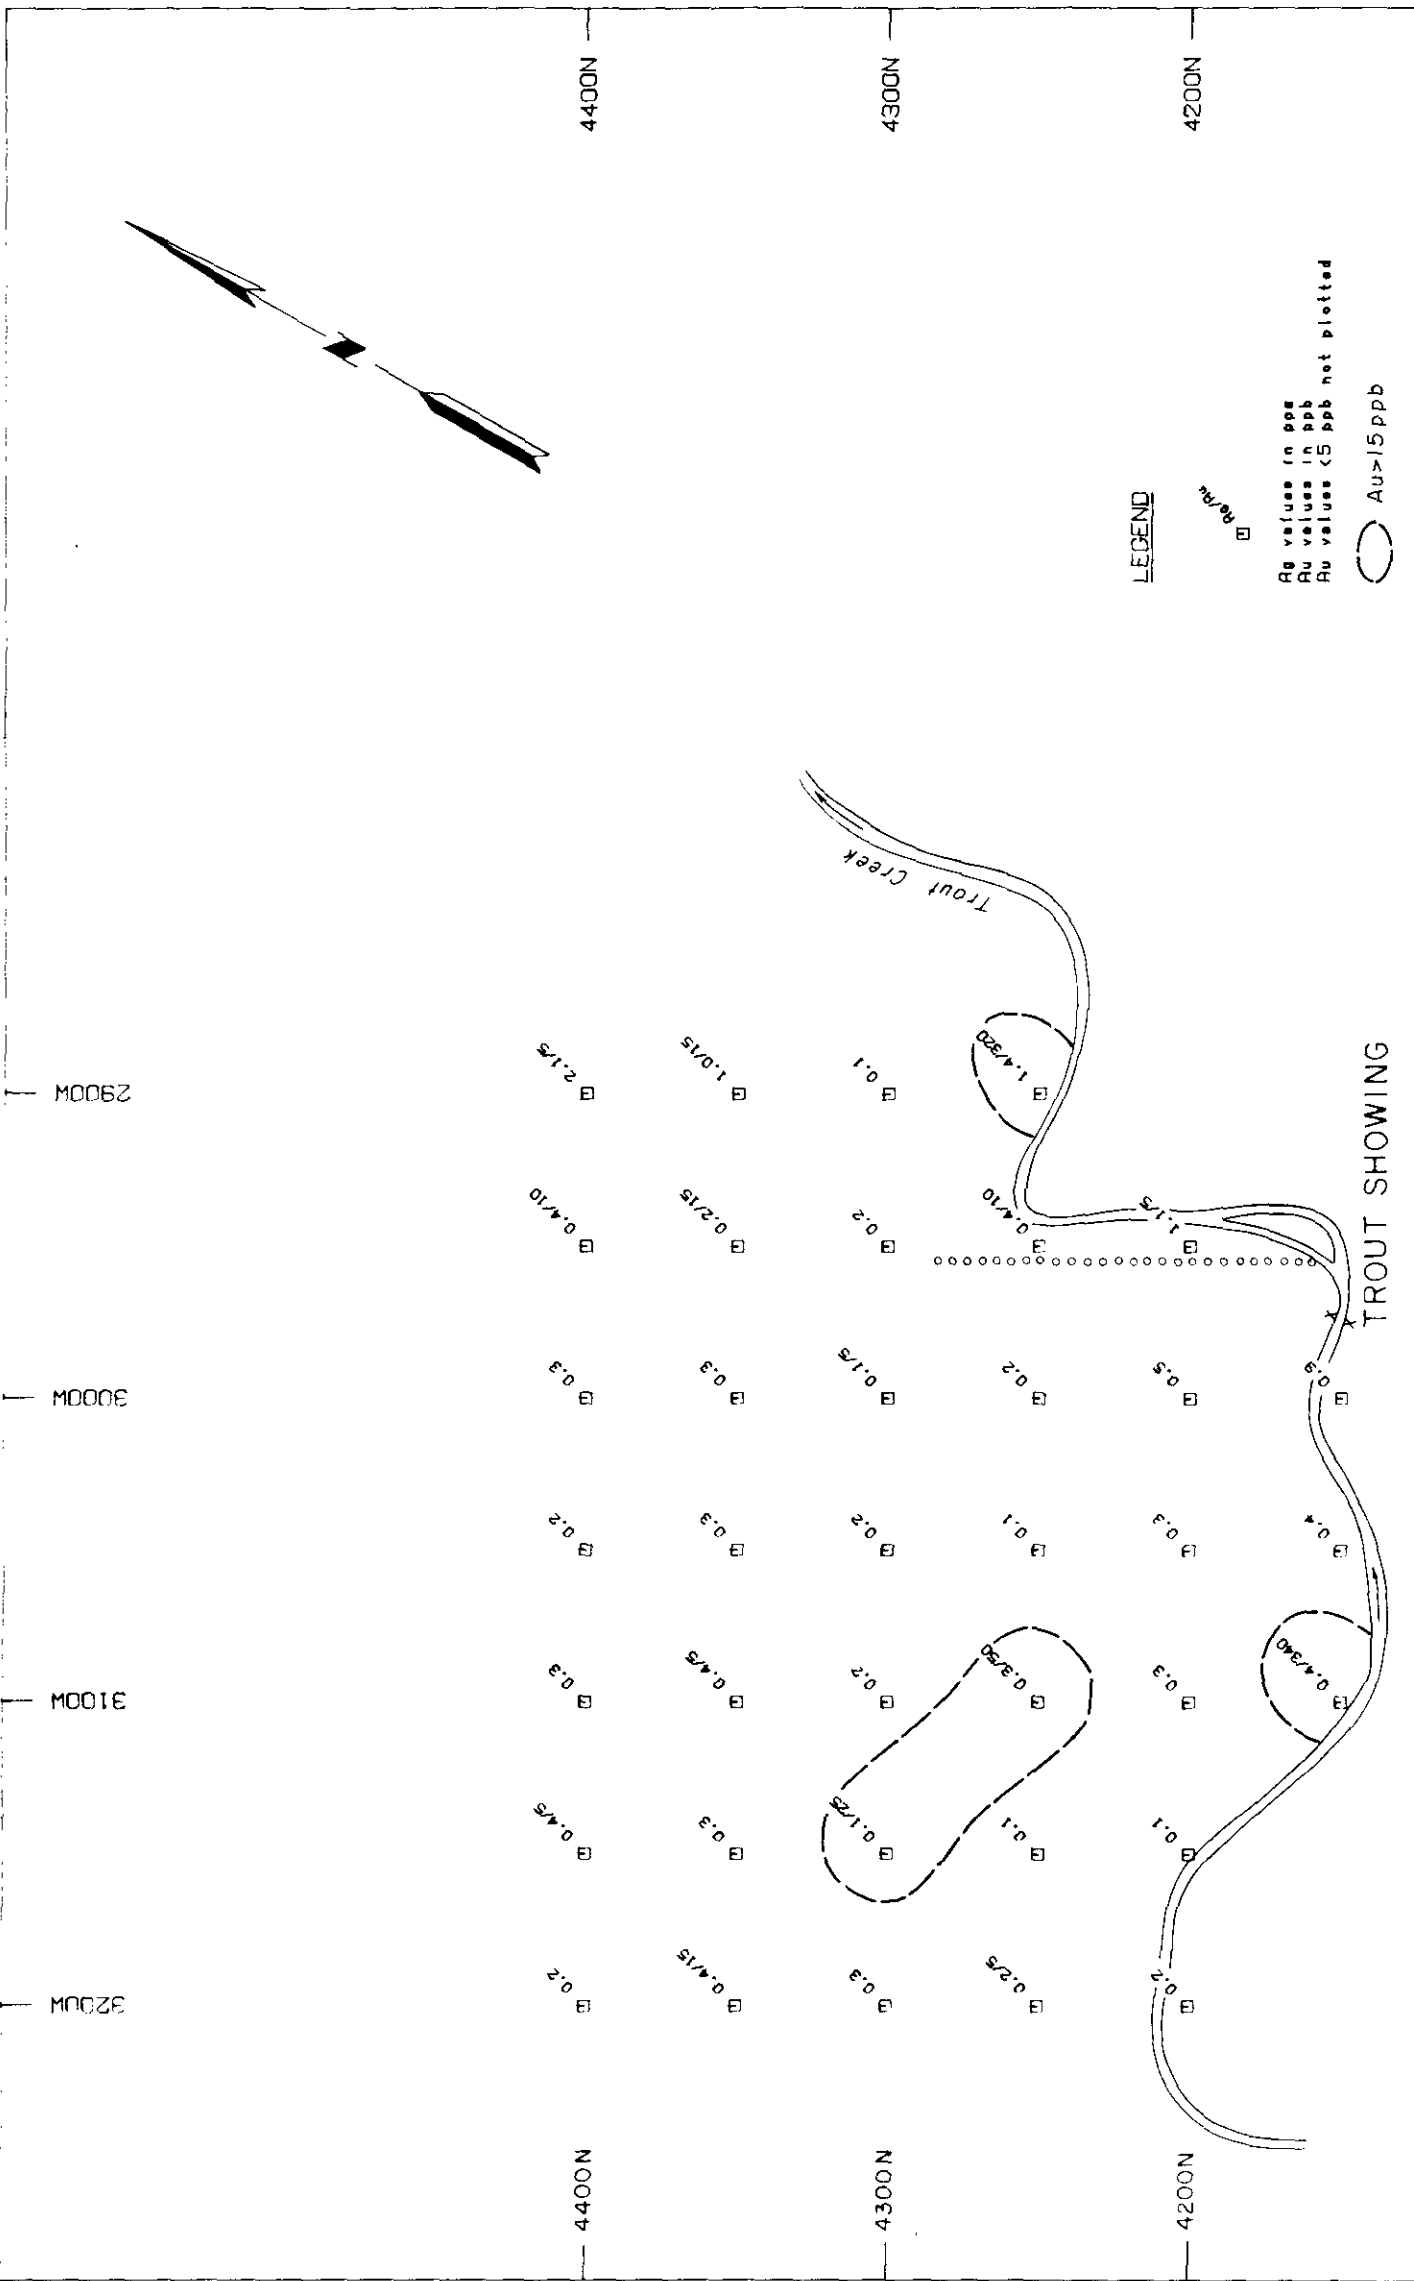 3200W
3100W
3000W
2900W
N
4400N
0.2
0.4/5
0.3
0.2
0.3
0.4/10
2.1/5
4400N
0.4/15
0.3
0.4/5
0.3
0.3
0.2/15
1.0/15
4300N
0.3
0.1/25
0.2
0.2
0.1/5
0.2
0.1
4300N
Trout Creek
0.2/5
0.1
0.3/50
0.1
0.2
0.4/10
1.4/320
4200N
0.2
0.1
0.3
0.3
0.5
1.1/5
4200N
0.4/340
0.4
0.9
TROUT SHOWING
LEGEND
Ag/Au
Ag values in ppm
Au values in ppb
Au values <5 ppb not plotted
Au>15ppb